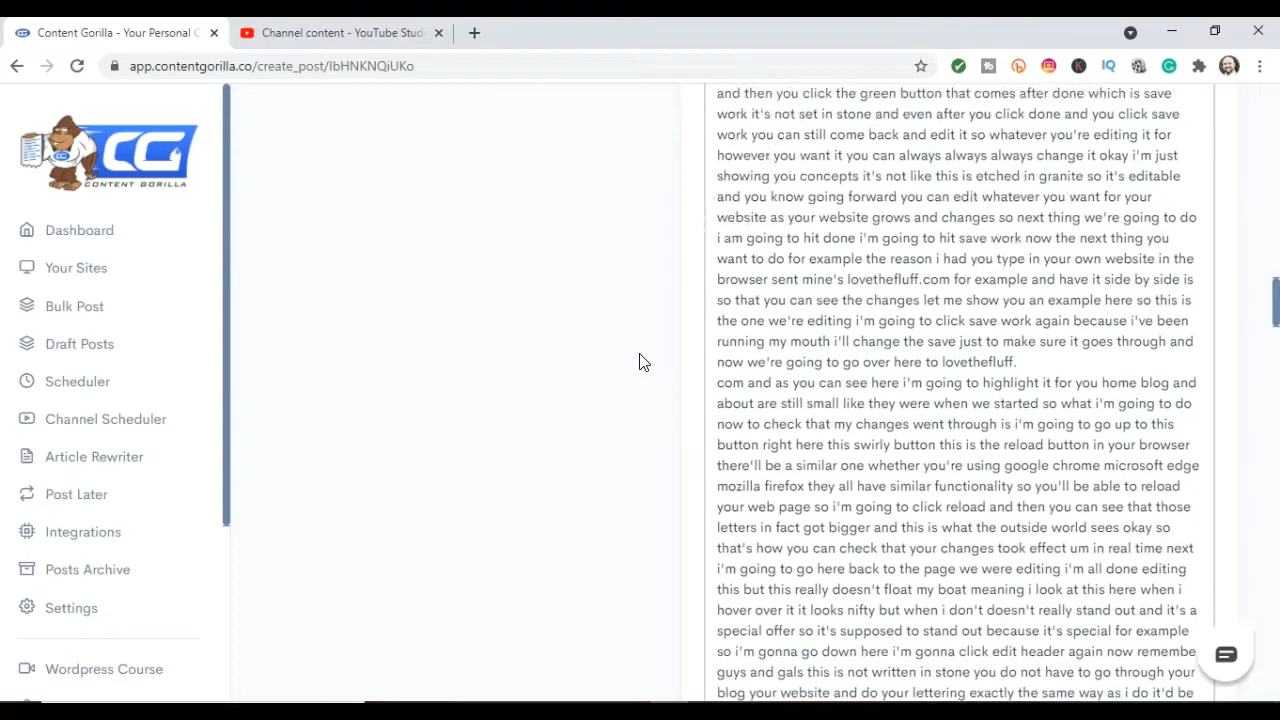 Content Gorilla - Your Personal C
Channel content - YouTube Stud
app.contentgorilla.co/create_post/IbHNKNQiUKo
CG
CONTENT GORILLA
Dashboard
Your Sites
Bulk Post
Draft Posts
Scheduler
Channel Scheduler
Article Rewriter
Post Later
Integrations
Posts Archive
Settings
Wordpress Course
and then you click the green button that comes after done which is save
work it's not set in stone and even after you click done and you click save
work you can still come back and edit it so whatever you're editing it for
however you want it you can always always always change it okay i'm just
showing you concepts it's not like this is etched in granite so it's editable
and you know going forward you can edit whatever you want for your
website as your website grows and changes so next thing we're going to do
i am going to hit done i'm going to hit save work now the next thing you
want to do for example the reason i had you type in your own website in the
browser sent mine's lovethefluff.com for example and have it side by side is
so that you can see the changes let me show you an example here so this is
the one we're editing i'm going to click save work again because i've been
running my mouth i'll change the save just to make sure it goes through and
now we're going to go over here to lovethefluff.
com and as you can see here i'm going to highlight it for you home blog and
about are still small like they were when we started so what i'm going to do
now to check that my changes went through is i'm going to go up to this
button right here this swirly button this is the reload button in your browser
there'll be a similar one whether you're using google chrome microsoft edge
mozilla firefox they all have similar functionality so you'll be able to reload
your web page so i'm going to click reload and then you can see that those
letters in fact got bigger and this is what the outside world sees okay so
that's how you can check that your changes took effect um in real time next
i'm going to go here back to the page we were editing i'm all done editing
this but this really doesn't float my boat meaning i look at this here when i
hover over it it looks nifty but when i don't doesn't really stand out and it's a
special offer so it's supposed to stand out because it's special for example
so i'm gonna go down here i'm gonna click edit header again now remembe
guys and gals this is not written in stone you do not have to go through your
blog your website and do your lettering exactly the same way as i do it'd be